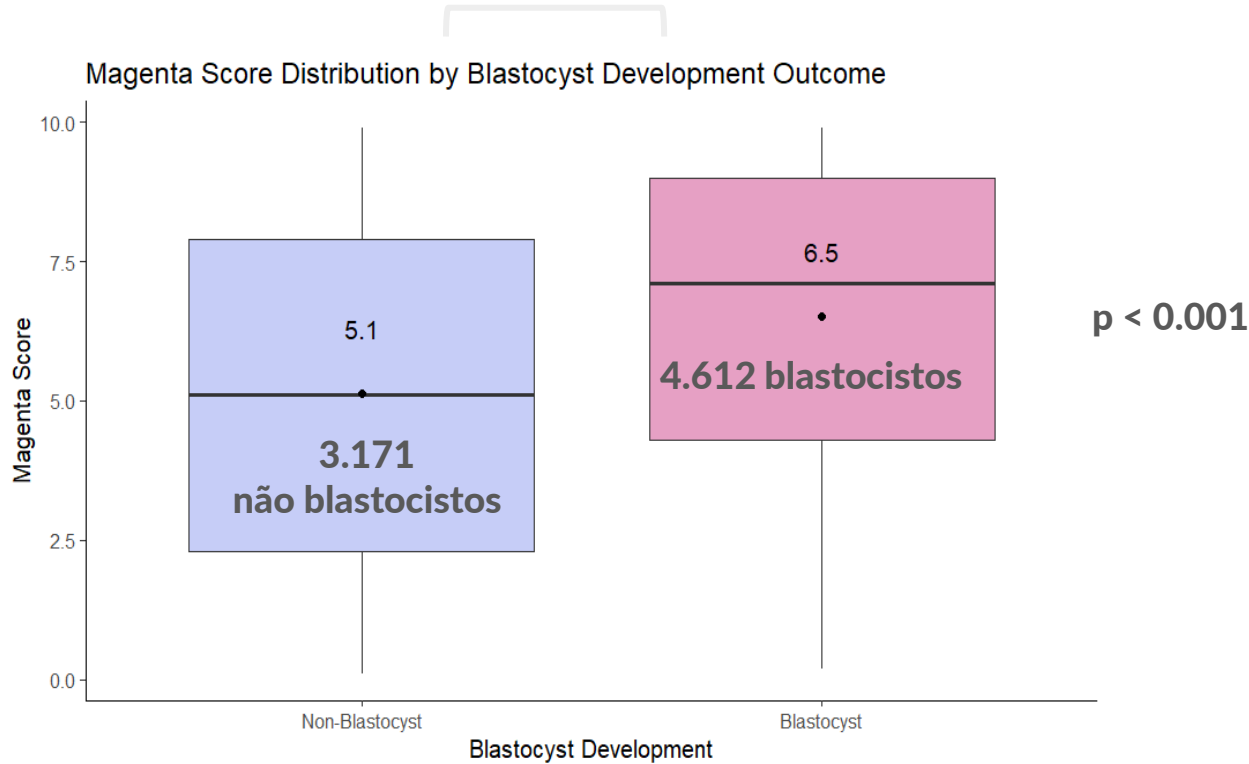 Magenta Score Distribution by Blastocyst Development Outcome
10.0
7.5
5.0
2.5
0.0
Magenta Score
5.1
3.171
não blastocistos
6.5
4.612 blastocistos
p < 0.001
Non-Blastocyst
Blastocyst
Blastocyst Development